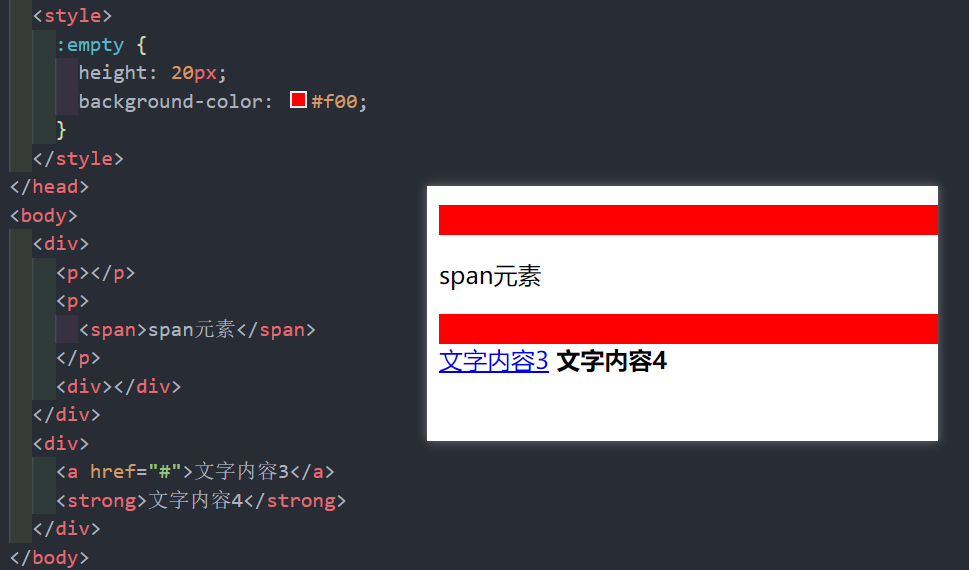 <style>
:empty {
height: 20px;
background-color: #f00;
}
</style>
</head>
<body>
<div>
<p></p>
<p>
<span>span元素</span>
</p>
<div></div>
</div>
<div>
<a href="#">文字内容3</a>
<strong>文字内容4</strong>
</div>
</body>
span元素
文字内容3 文字内容4